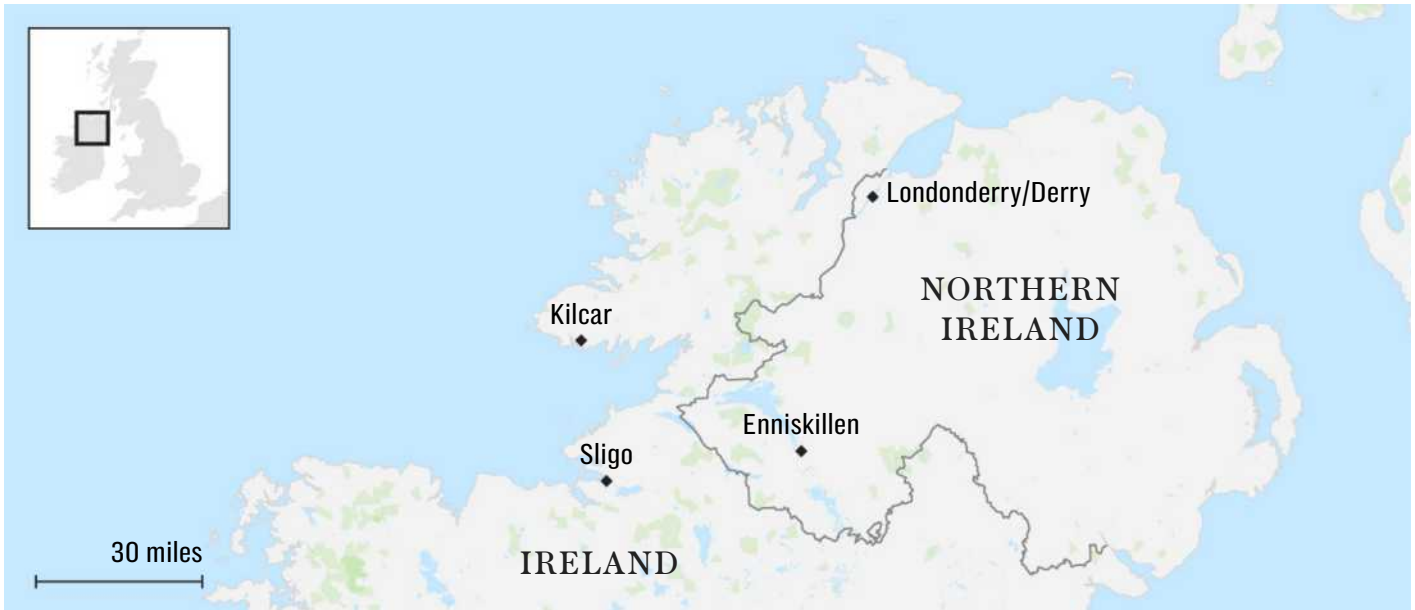 Londonderry/Derry
NORTHERN
IRELAND
Kilcar
Enniskillen
Sligo
30 miles
IRELAND